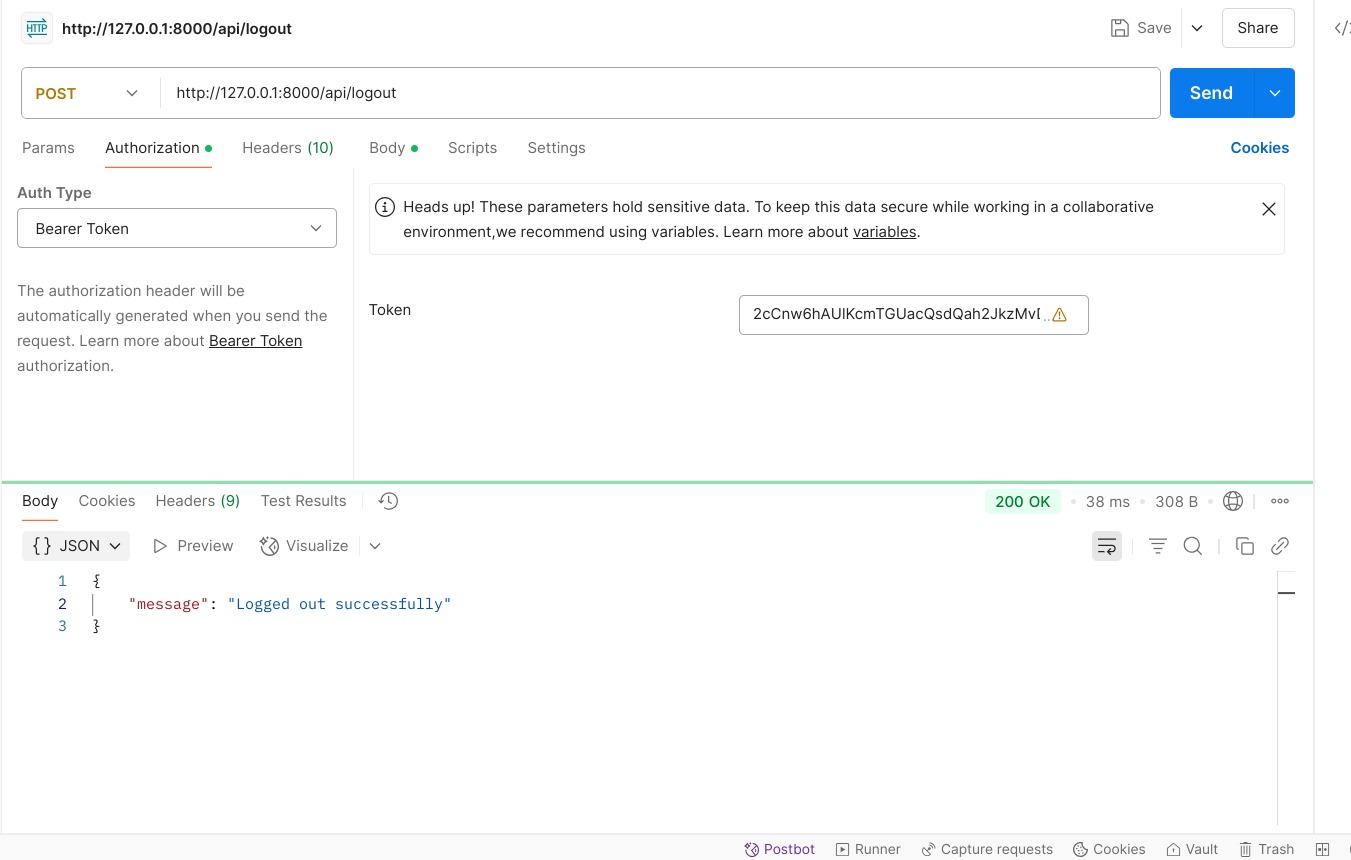 HTTP http://127.0.0.1:8000/api/logout Save Share
POST http://127.0.0.1:8000/api/logout Send
Params Authorization Headers (10) Body Scripts Settings Cookies
Auth Type
Bearer Token
The authorization header will be
automatically generated when you send the
request. Learn more about Bearer Token
authorization.
Heads up! These parameters hold sensitive data. To keep this data secure while working in a collaborative
environment,we recommend using variables. Learn more about variables.
Token
Body Cookies Headers (9) Test Results 200 OK • 38 ms • 308 B
{} JSON Preview Visualize
1 {
2 "message": "Logged out successfully"
3 }
Postbot Runner Capture requests Cookies Vault Trash